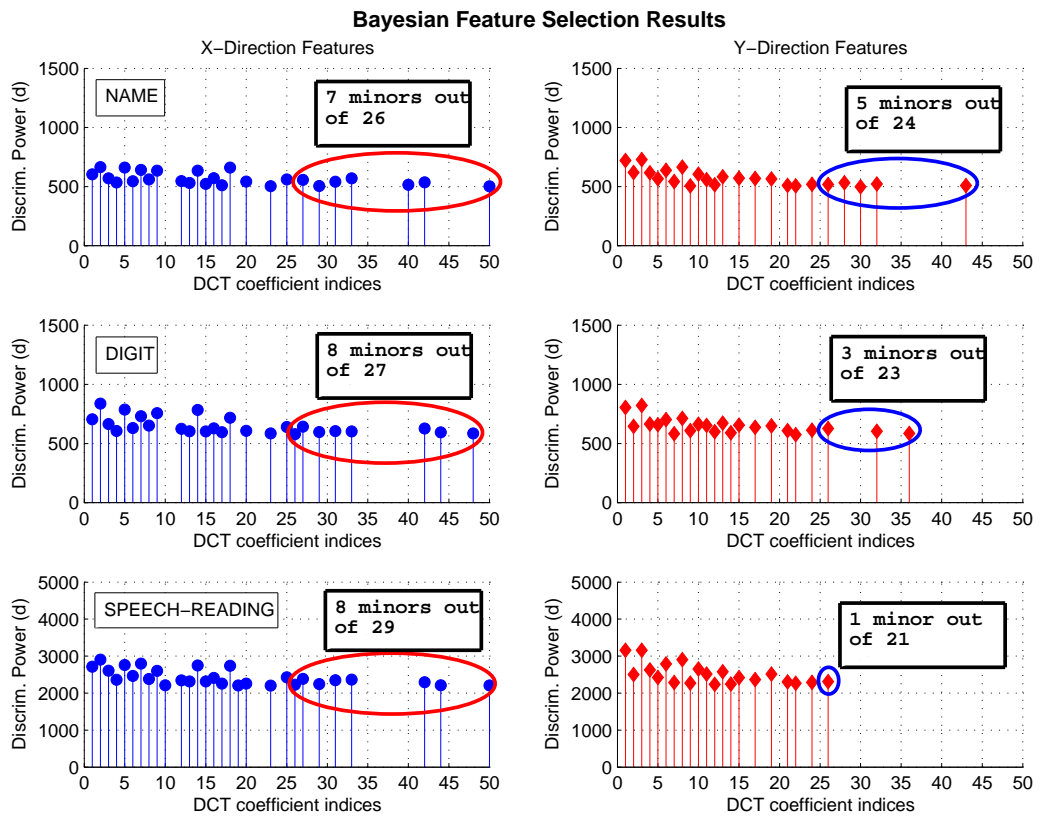 Bayesian Feature Selection Results
X−Direction Features
Y−Direction Features
1500
1000
500
0
Discrim. Power (d)
NAME
7 minors out
of 26
0 5 10 15 20 25 30 35 40 45 50
DCT coefficient indices
1500
1000
500
0
Discrim. Power (d)
5 minors out
of 24
0 5 10 15 20 25 30 35 40 45 50
DCT coefficient indices
1500
1000
500
0
Discrim. Power (d)
DIGIT
8 minors out
of 27
0 5 10 15 20 25 30 35 40 45 50
DCT coefficient indices
1500
1000
500
0
Discrim. Power (d)
3 minors out
of 23
0 5 10 15 20 25 30 35 40 45 50
DCT coefficient indices
5000
4000
3000
2000
1000
0
Discrim. Power (d)
SPEECH−READING
8 minors out
of 29
0 5 10 15 20 25 30 35 40 45 50
DCT coefficient indices
5000
4000
3000
2000
1000
0
Discrim. Power (d)
1 minor out
of 21
0 5 10 15 20 25 30 35 40 45 50
DCT coefficient indices